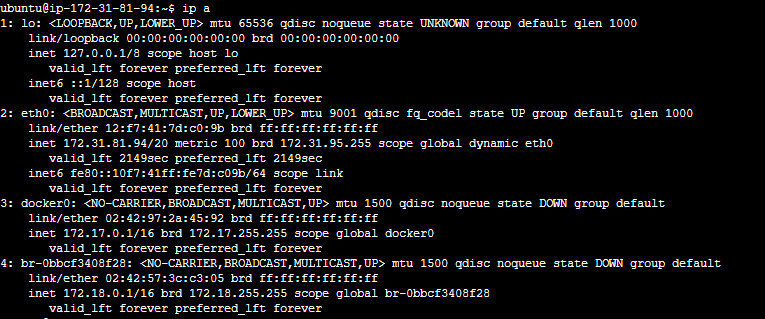 ubuntu@ip-172-31-81-94:~$ ip a
1: lo: <LOOPBACK,UP,LOWER_UP> mtu 65536 qdisc noqueue state UNKNOWN group default qlen 1000
    link/loopback 00:00:00:00:00:00 brd 00:00:00:00:00:00
    inet 127.0.0.1/8 scope host lo
       valid_lft forever preferred_lft forever
    inet6 ::1/128 scope host
       valid_lft forever preferred_lft forever
2: eth0: <BROADCAST,MULTICAST,UP,LOWER_UP> mtu 9001 qdisc fq_codel state UP group default qlen 1000
    link/ether 12:f7:41:7d:c0:9b brd ff:ff:ff:ff:ff:ff
    inet 172.31.81.94/20 metric 100 brd 172.31.95.255 scope global dynamic eth0
       valid_lft 2149sec preferred_lft 2149sec
    inet6 fe80::10f7:41ff:fe7d:c09b/64 scope link
       valid_lft forever preferred_lft forever
3: docker0: <NO-CARRIER,BROADCAST,MULTICAST,UP> mtu 1500 qdisc noqueue state DOWN group default
    link/ether 02:42:97:2a:45:92 brd ff:ff:ff:ff:ff:ff
    inet 172.17.0.1/16 brd 172.17.255.255 scope global docker0
       valid_lft forever preferred_lft forever
4: br-0bbcf3408f28: <NO-CARRIER,BROADCAST,MULTICAST,UP> mtu 1500 qdisc noqueue state DOWN group default
    link/ether 02:42:57:3c:c3:05 brd ff:ff:ff:ff:ff:ff
    inet 172.18.0.1/16 brd 172.18.255.255 scope global br-0bbcf3408f28
       valid_lft forever preferred_lft forever